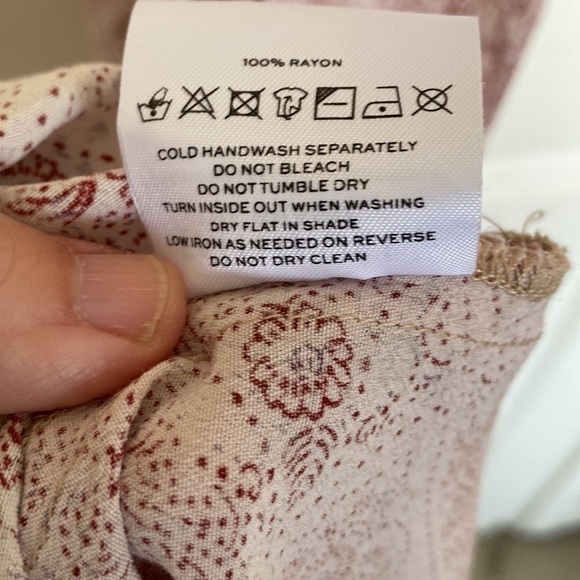 100% RAYON
COLD HANDWASH SEPARATELY
DO NOT BLEACH
DO NOT TUMBLE DRY
TURN INSIDE OUT WHEN WASHING
DRY FLAT IN SHADE
LOW IRON AS NEEDED ON REVERSE
DO NOT DRY CLEAN